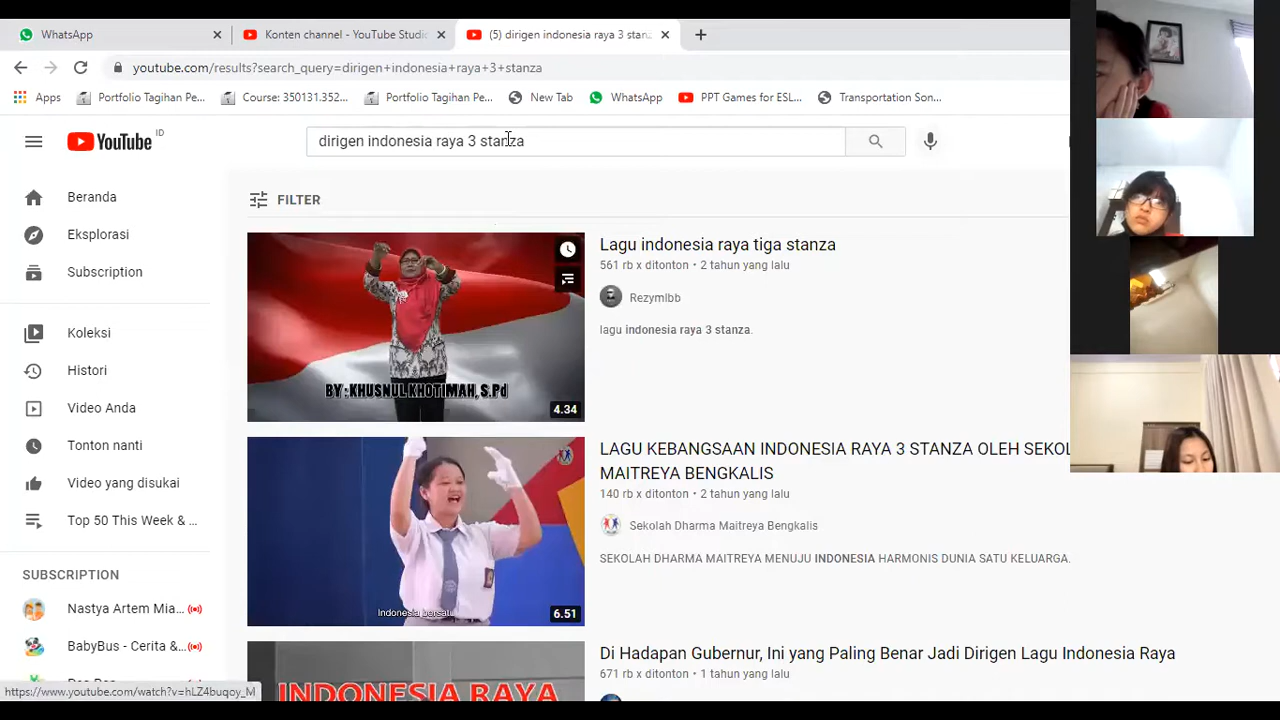 WhatsApp
Konten channel - YouTube Studio
(5) dirigen indonesia raya 3 stanz
youtube.com/results?search_query=dirigen+indonesia+raya+3+stanza
Apps
Portfolio Tagihan Pe...
Course: 350131.352...
Portfolio Tagihan Pe...
New Tab
WhatsApp
PPT Games for ESL...
Transportation Son...
YouTube ID
dirigen indonesia raya 3 stanza
Beranda
Eksplorasi
Subscription
Koleksi
Histori
Video Anda
Tonton nanti
Video yang disukai
Top 50 This Week & ...
SUBSCRIPTION
Nastya Artem Mia...
BabyBus - Cerita &...
FILTER
BY : KHUSNUL KHOTIMAH, S.Pd
4.34
Lagu indonesia raya tiga stanza
561 rb x ditonton • 2 tahun yang lalu
Rezymlbb
lagu indonesia raya 3 stanza.
Indonesia bersatu
6.51
LAGU KEBANGSAAN INDONESIA RAYA 3 STANZA OLEH SEKOL
MAITREYA BENGKALIS
140 rb x ditonton • 2 tahun yang lalu
Sekolah Dharma Maitreya Bengkalis
SEKOLAH DHARMA MAITREYA MENUJU INDONESIA HARMONIS DUNIA SATU KELUARGA.
INDONESIA RAYA
Di Hadapan Gubernur, Ini yang Paling Benar Jadi Dirigen Lagu Indonesia Raya
671 rb x ditonton • 1 tahun yang lalu
https://www.youtube.com/watch?v=hLZ4buqoy_M